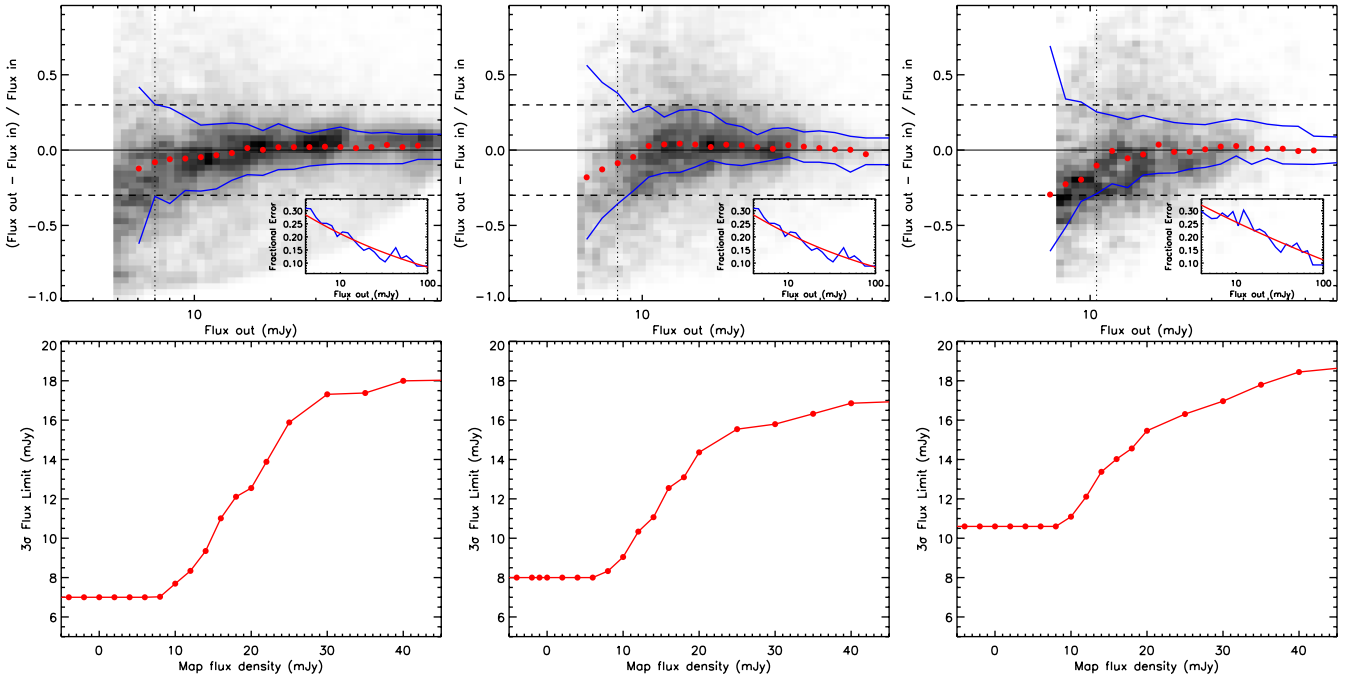 (Flux out – Flux in) / Flux in
0.5
0.0
−0.5
−1.0
10
Flux out (mJy)
Fractional Error
0.30
0.25
0.20
0.15
0.10
10
100
Flux out (mJy)
(Flux out – Flux in) / Flux in
0.5
0.0
−0.5
−1.0
10
Flux out (mJy)
Fractional Error
0.30
0.25
0.20
0.15
0.10
10
100
Flux out (mJy)
(Flux out – Flux in) / Flux in
0.5
0.0
−0.5
−1.0
10
Flux out (mJy)
Fractional Error
0.30
0.25
0.20
0.15
0.10
10
100
Flux out (mJy)
3σ Flux Limit (mJy)
20
18
16
14
12
10
8
6
0 10 20 30 40
Map flux density (mJy)
3σ Flux Limit (mJy)
20
18
16
14
12
10
8
6
0 10 20 30 40
Map flux density (mJy)
3σ Flux Limit (mJy)
20
18
16
14
12
10
8
6
0 10 20 30 40
Map flux density (mJy)